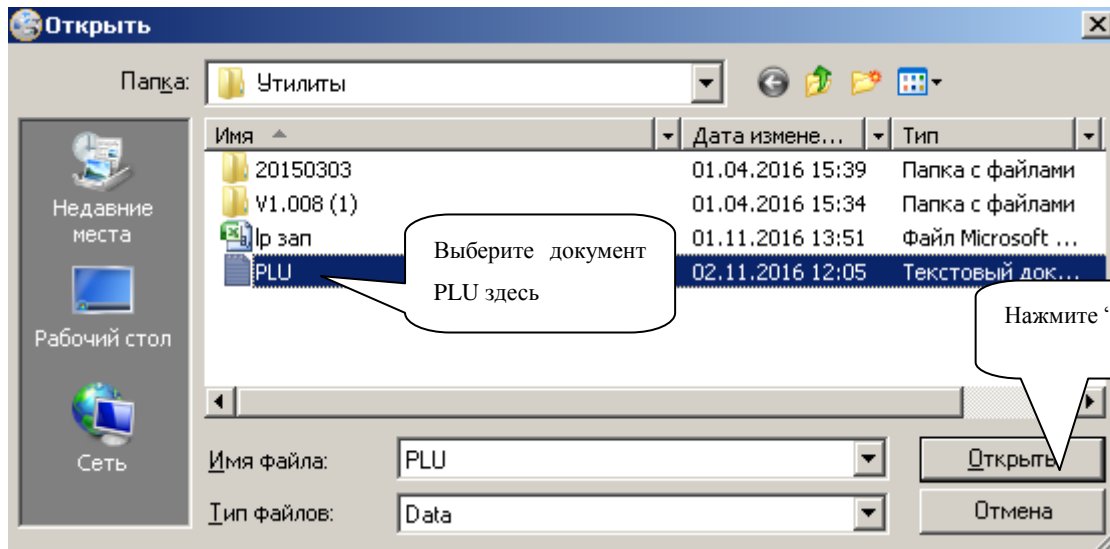 Открыть
Папка: Утилиты
Имя Дата измене... Тип
20150303 01.04.2016 15:39 Папка с файлами
V1.008 (1) 01.04.2016 15:34 Папка с файлами
lp зап 01.11.2016 13:51 Файл Microsoft ...
PLU 02.11.2016 12:05 Текстовый док...
Выберите документ
PLU здесь
Нажмите “
Недавние
места
Рабочий стол
Сеть
Имя файла: PLU Открыть
Тип файлов: Data Отмена